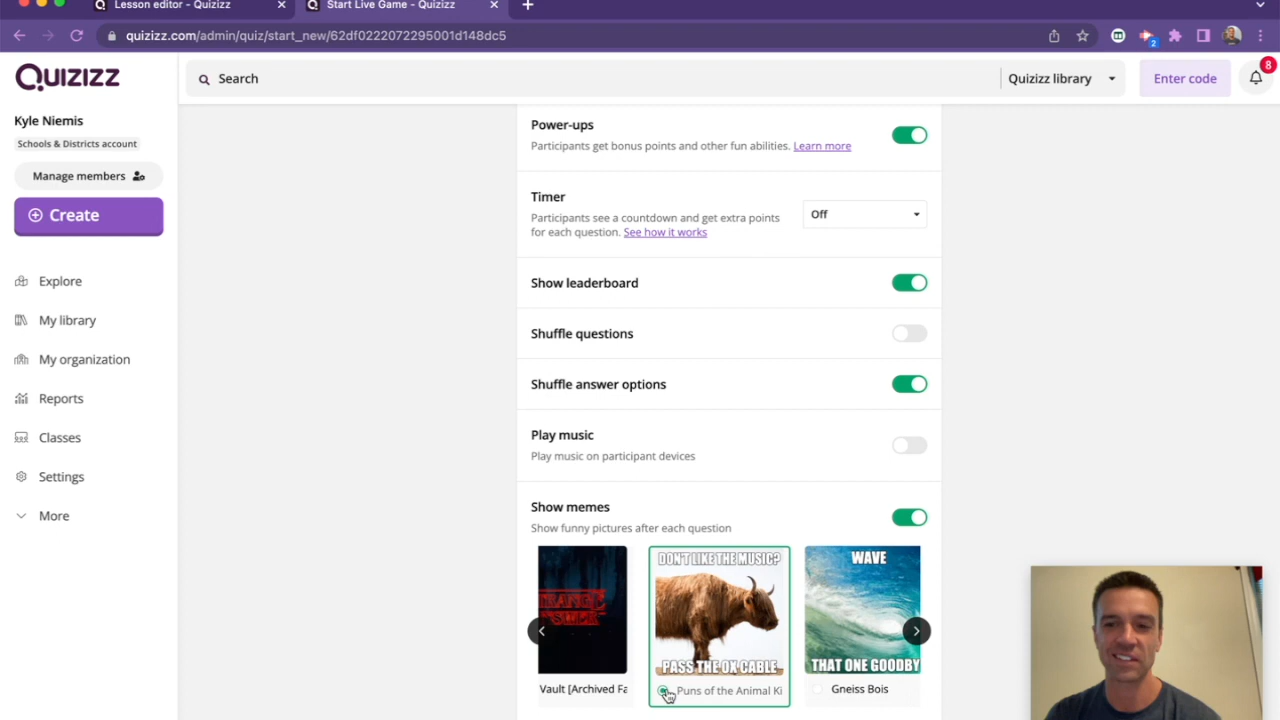 Lesson editor - Quizizz
Start Live Game - Quizizz
quizizz.com/admin/quiz/start_new/62df0222072295001d148dc5
2
QUIZIZZ
Search
Quizizz library
Enter code
8
Kyle Niemis
Schools & Districts account
Manage members
Create
Explore
My library
My organization
Reports
Classes
Settings
More
Power-ups
Participants get bonus points and other fun abilities. Learn more
Timer
Participants see a countdown and get extra points
for each question. See how it works
Off
Show leaderboard
Shuffle questions
Shuffle answer options
Play music
Play music on participant devices
Show memes
Show funny pictures after each question
Vault [Archived Fa
DON'T LIKE THE MUSIC?
PASS THE OX CABLE
Puns of the Animal Ki
WAVE
THAT ONE GOODBY
Gneiss Bois